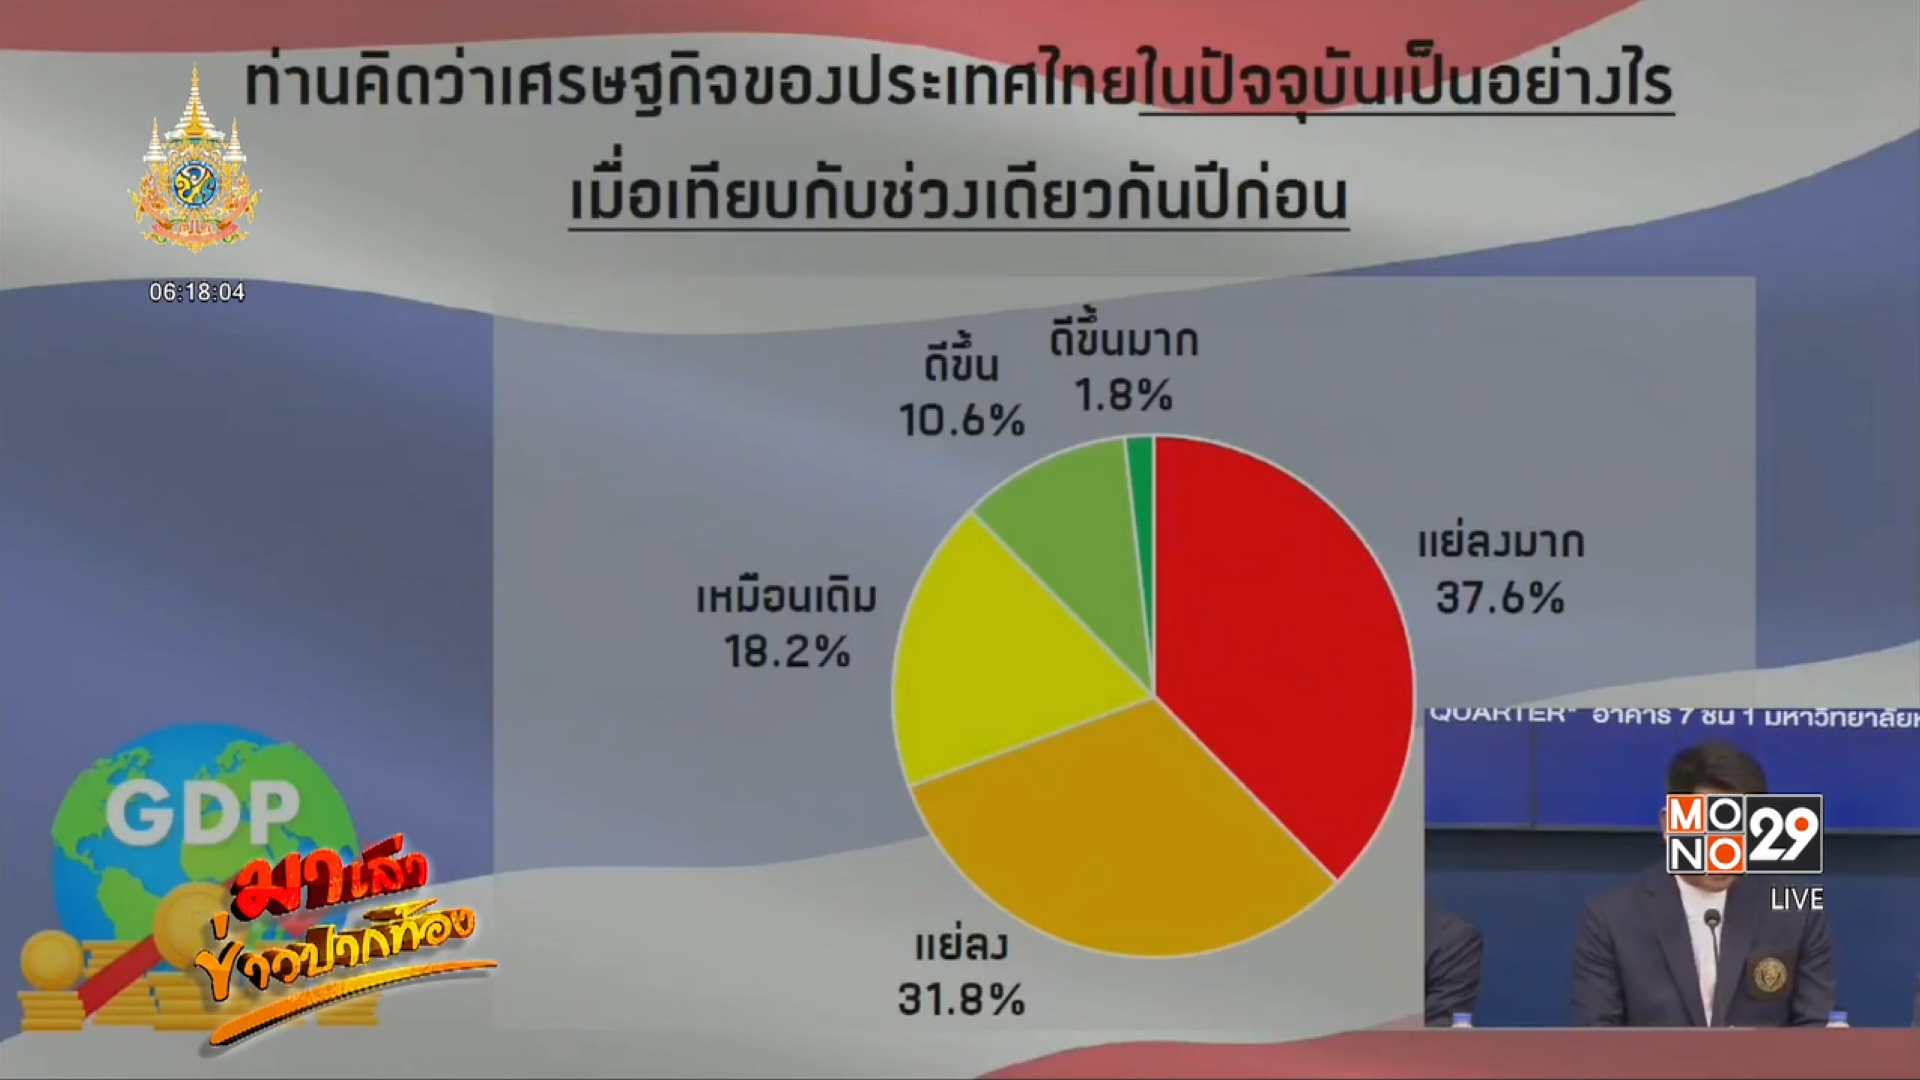 ท่านคิดว่าเศรษฐกิจของประเทศไทยในปัจจุบันเป็นอย่างไร
เมื่อเทียบกับช่วงเดียวกันปีก่อน
06:18:04
ดีขึ้นมาก
1.8%
ดีขึ้น
10.6%
แย่ลงมาก
37.6%
เหมือนเดิม
18.2%
แย่ลง
31.8%
QUARTER" อาคาร 7 ชั้น 1 มหาวิทยาลัย
GDP
มาเล่า
ข่าวปากท้อง
MONO 29
LIVE